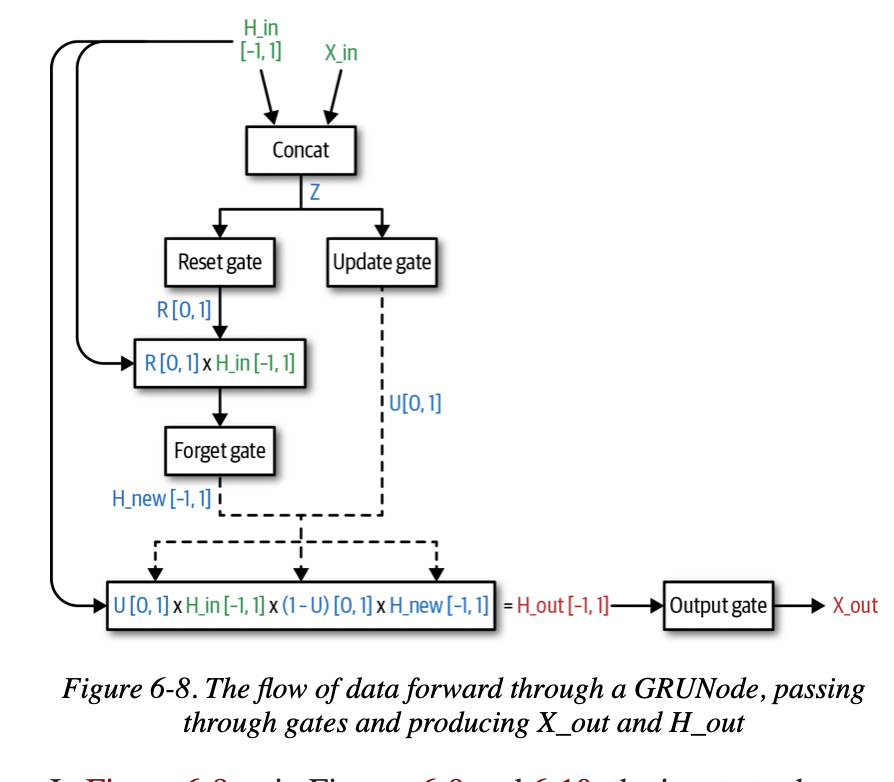 H_in
[-1, 1]
X_in
Concat
Z
Reset gate
Update gate
R [0, 1]
R [0, 1] x H_in [-1, 1]
U[0, 1]
Forget gate
H_new [-1, 1]
U [0, 1] x H_in [-1, 1] x (1 - U) [0, 1] x H_new [-1, 1]
= H_out [-1, 1]
Output gate
X_out
Figure 6-8. The flow of data forward through a GRUNode, passing
through gates and producing X_out and H_out